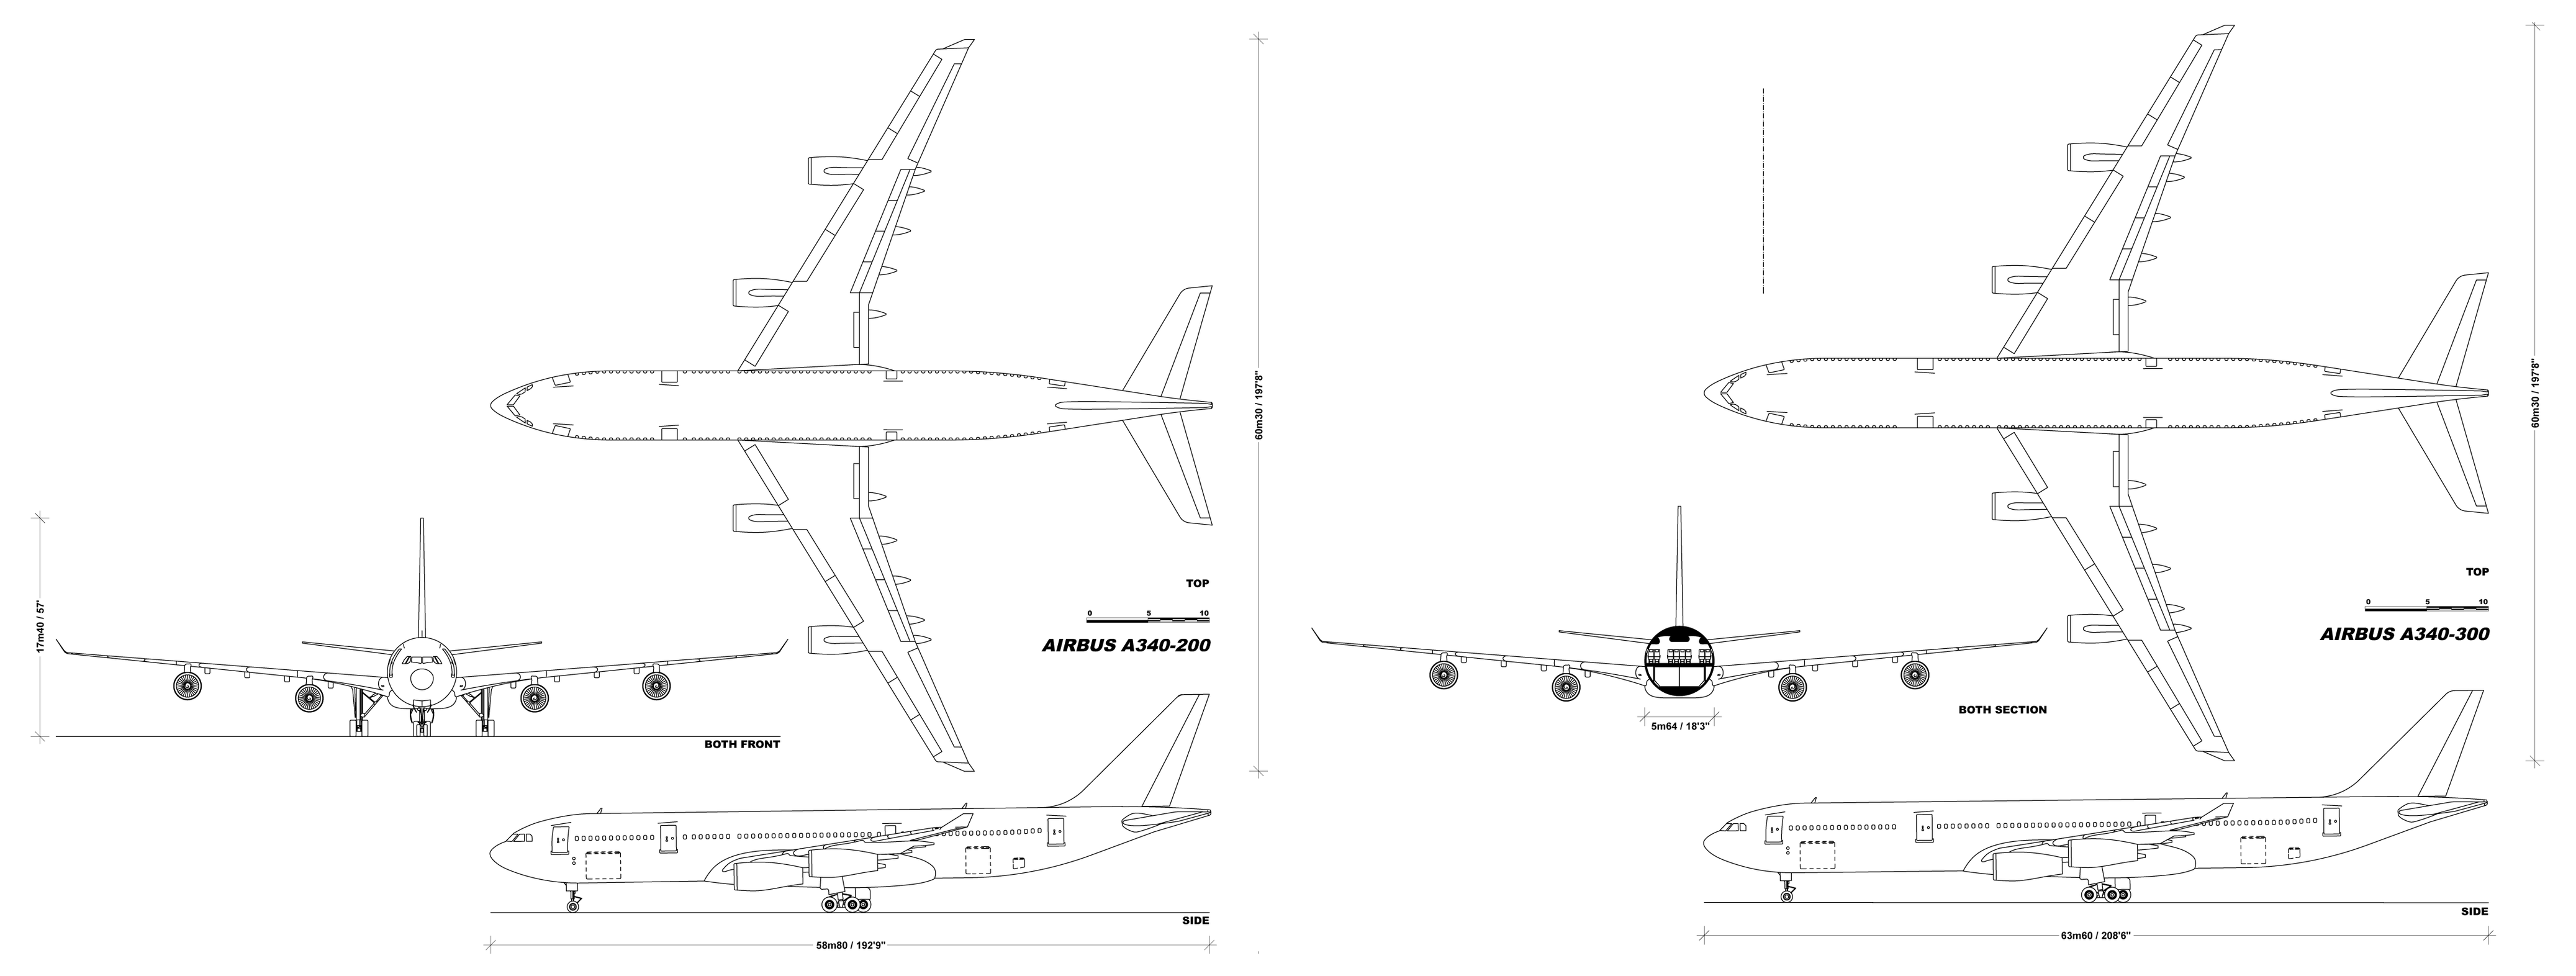 60m30 / 197'8"
17m40 / 57'
TOP
0 5 10
AIRBUS A340-200
BOTH FRONT
SIDE
58m80 / 192'9"
60m30 / 197'8"
TOP
0 5 10
AIRBUS A340-300
BOTH SECTION
5m64 / 18'3"
SIDE
63m60 / 208'6"